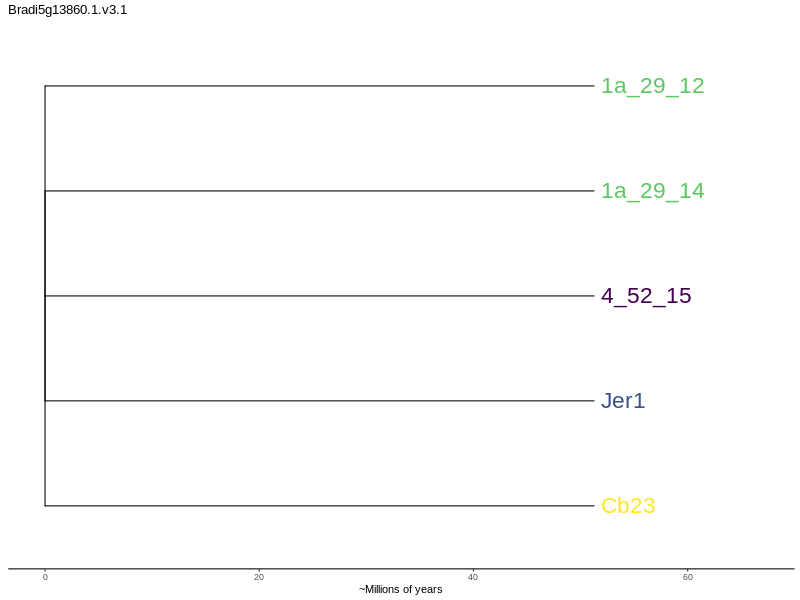 Bradi5g13860.1.v3.1
1a_29_12
1a_29_14
4_52_15
Jer1
Cb23
0 20 40 60
~Millions of years